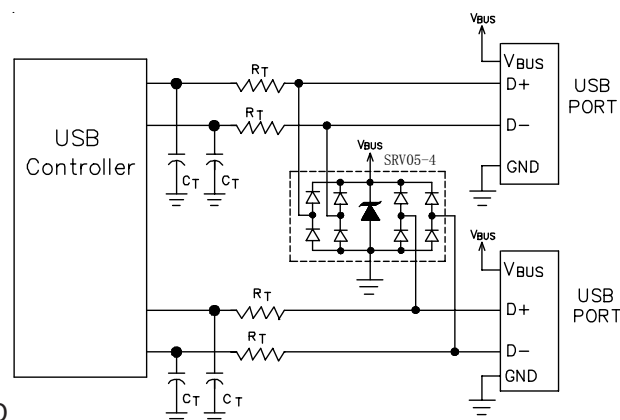 VBUS
RT
VBUS
D+
D−
GND
USB
PORT
RT
USB
Controller
CT
CT
VBUS
SRV05-4
VBUS
VBUS
D+
D−
GND
USB
PORT
RT
RT
CT
CT